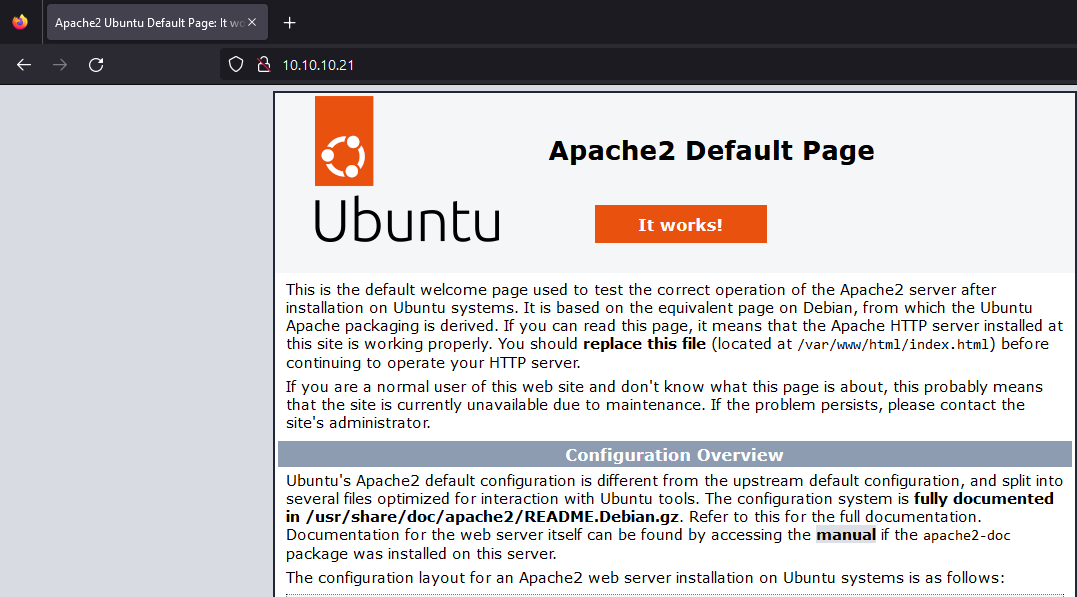 Apache2 Ubuntu Default Page: It wo
10.10.10.21
Ubuntu
Apache2 Default Page
It works!
This is the default welcome page used to test the correct operation of the Apache2 server after
installation on Ubuntu systems. It is based on the equivalent page on Debian, from which the Ubuntu
Apache packaging is derived. If you can read this page, it means that the Apache HTTP server installed at
this site is working properly. You should replace this file (located at /var/www/html/index.html) before
continuing to operate your HTTP server.
If you are a normal user of this web site and don't know what this page is about, this probably means
that the site is currently unavailable due to maintenance. If the problem persists, please contact the
site's administrator.
Configuration Overview
Ubuntu's Apache2 default configuration is different from the upstream default configuration, and split into
several files optimized for interaction with Ubuntu tools. The configuration system is fully documented
in /usr/share/doc/apache2/README.Debian.gz. Refer to this for the full documentation.
Documentation for the web server itself can be found by accessing the manual if the apache2-doc
package was installed on this server.
The configuration layout for an Apache2 web server installation on Ubuntu systems is as follows: